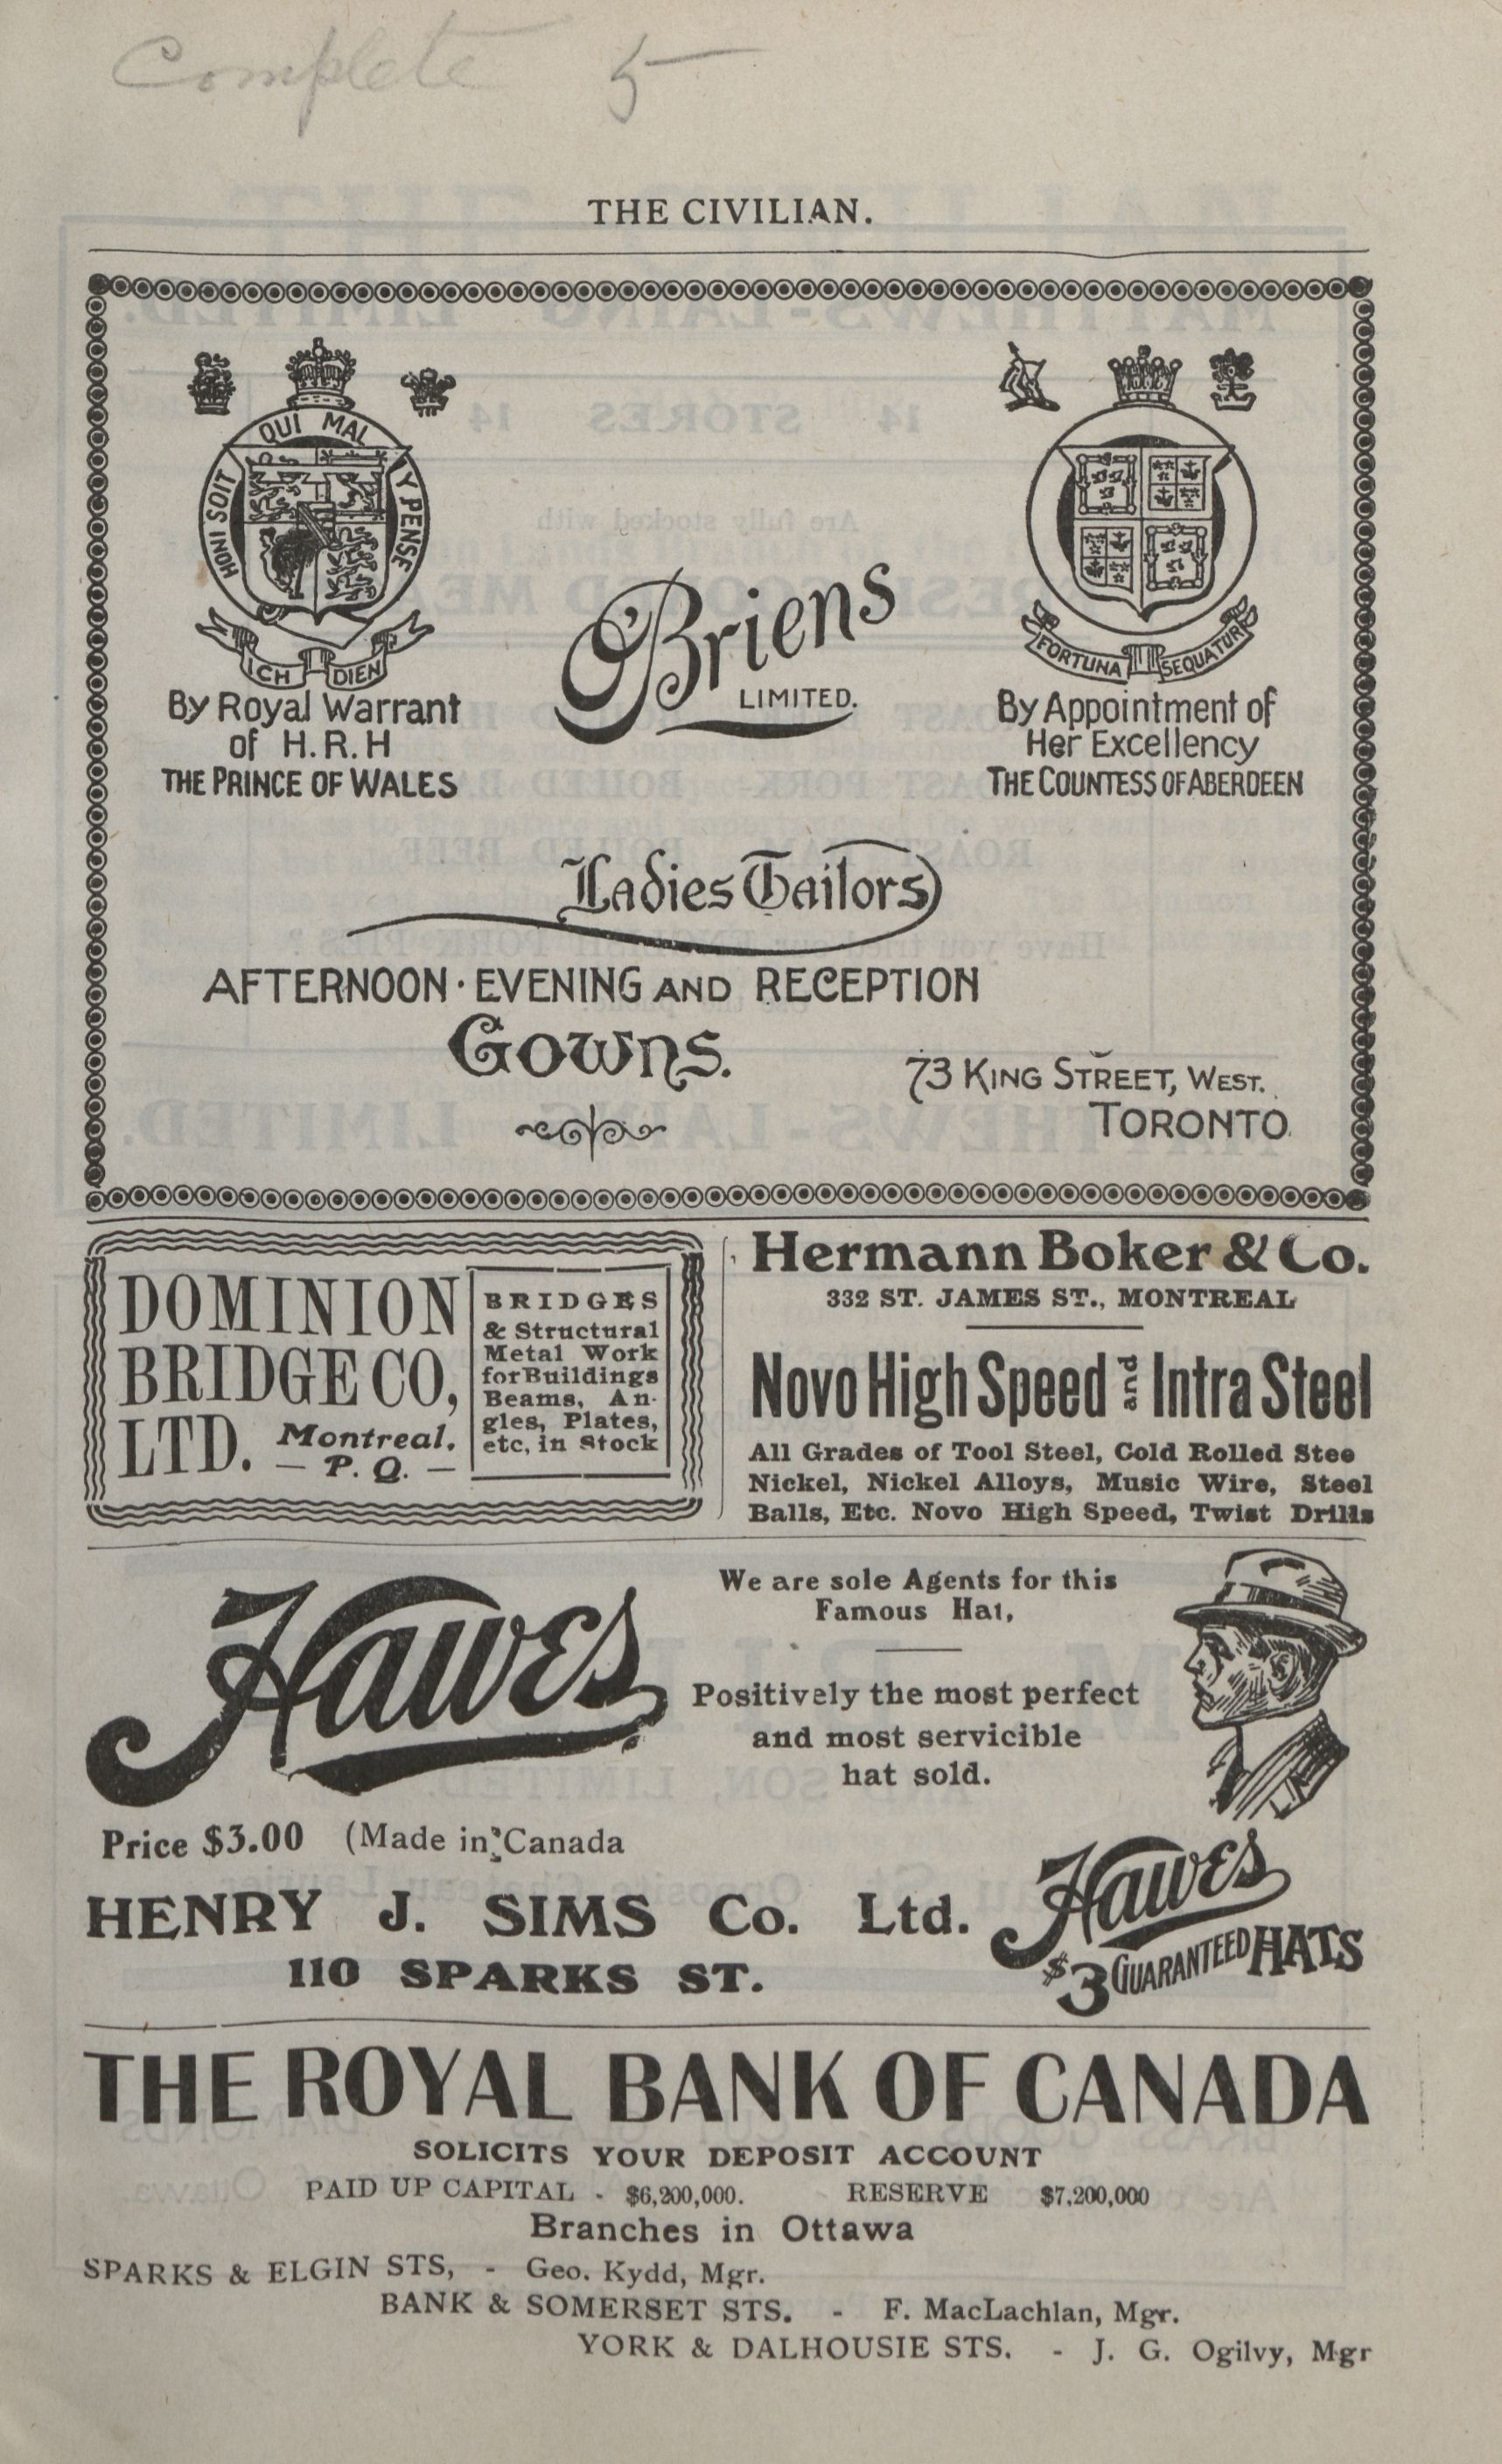 Complete 5
THE CIVILIAN.
HONI SOIT QUI MAL Y PENSE
ICH DIEN
By Royal Warrant
of H.R.H
THE PRINCE OF WALES
O'Briens
LIMITED.
FORTUNA SEQUATUR
By Appointment of
Her Excellency
THE COUNTESS OF ABERDEEN
Ladies Tailors
AFTERNOON · EVENING AND RECEPTION
GOWNS.
73 KING STREET, WEST.
TORONTO.
DOMINION
BRIDGE CO,
LTD. Montreal.
— P. Q. —
BRIDGES
& Structural
Metal Work
for Buildings
Beams, An-
gles, Plates,
etc, in Stock
Hermann Boker & Co.
332 ST. JAMES ST., MONTREAL
Novo High Speed and Intra Steel
All Grades of Tool Steel, Cold Rolled Stee
Nickel, Nickel Alloys, Music Wire, Steel
Balls, Etc. Novo High Speed, Twist Drills
Hawes
We are sole Agents for this
Famous Hat,
Positively the most perfect
and most servicible
hat sold.
Price $3.00 (Made in Canada
HENRY J. SIMS Co. Ltd.
110 SPARKS ST.
Hawes
$3 GUARANTEED HATS
THE ROYAL BANK OF CANADA
SOLICITS YOUR DEPOSIT ACCOUNT
PAID UP CAPITAL - $6,200,000. RESERVE $7,200,000
Branches in Ottawa
SPARKS & ELGIN STS, - Geo. Kydd, Mgr.
BANK & SOMERSET STS. - F. MacLachlan, Mgr.
YORK & DALHOUSIE STS. - J. G. Ogilvy, Mgr